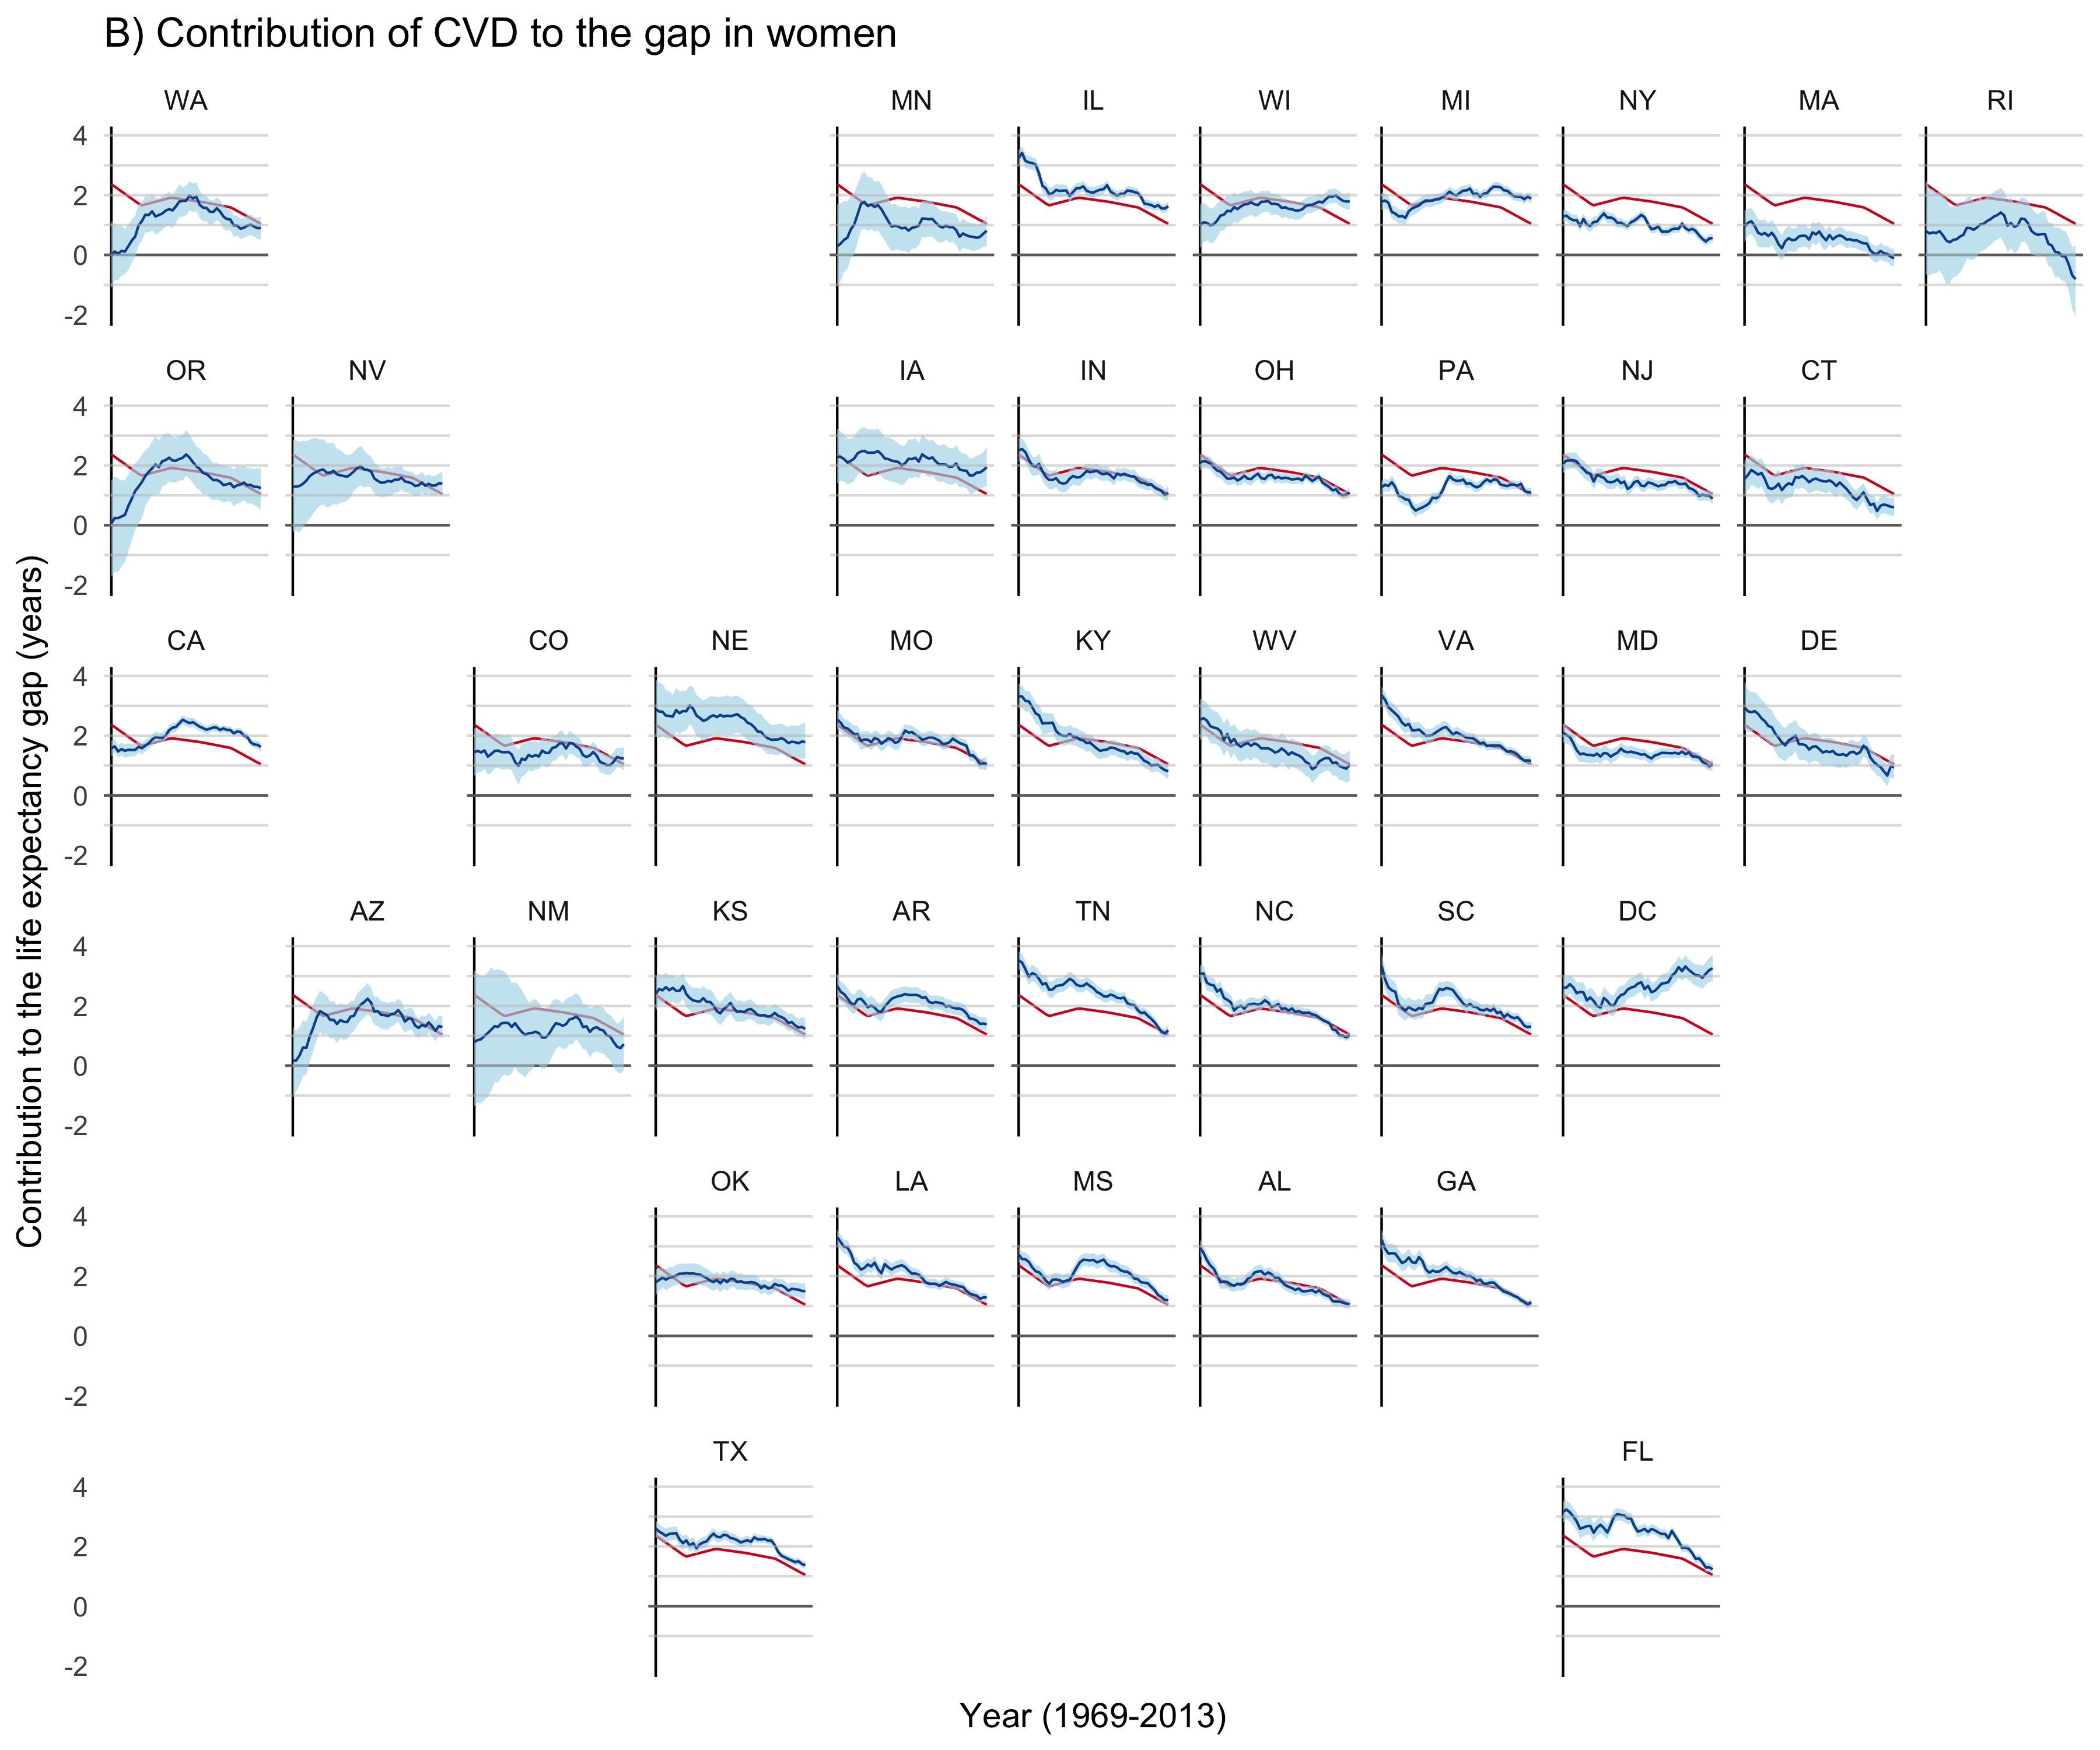 B) Contribution of CVD to the gap in women
WA MN IL WI MI NY MA RI
4
2
0
-2
OR NV IA IN OH PA NJ CT
4
2
0
-2
CA CO NE MO KY WV VA MD DE
4
2
0
-2
AZ NM KS AR TN NC SC DC
4
2
0
-2
OK LA MS AL GA
4
2
0
-2
TX FL
4
2
0
-2
Contribution to the life expectancy gap (years)
Year (1969-2013)